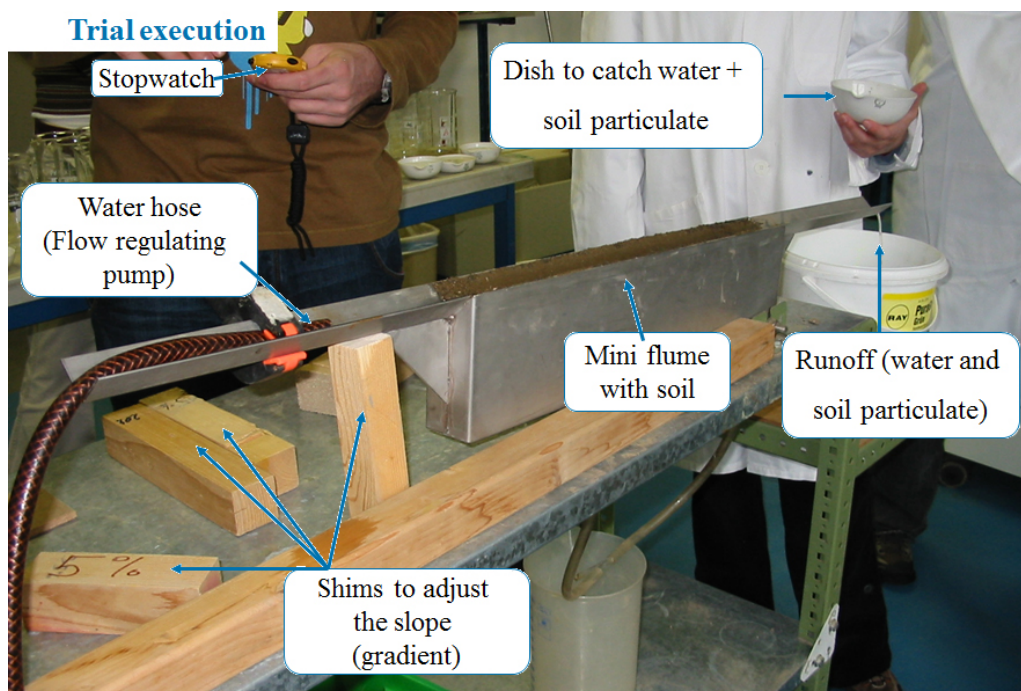 Trial execution
Stopwatch
Dish to catch water +
soil particulate
Water hose
(Flow regulating
pump)
Mini flume
with soil
RAY
Runoff (water and
soil particulate)
5 %
Shims to adjust
the slope
(gradient)